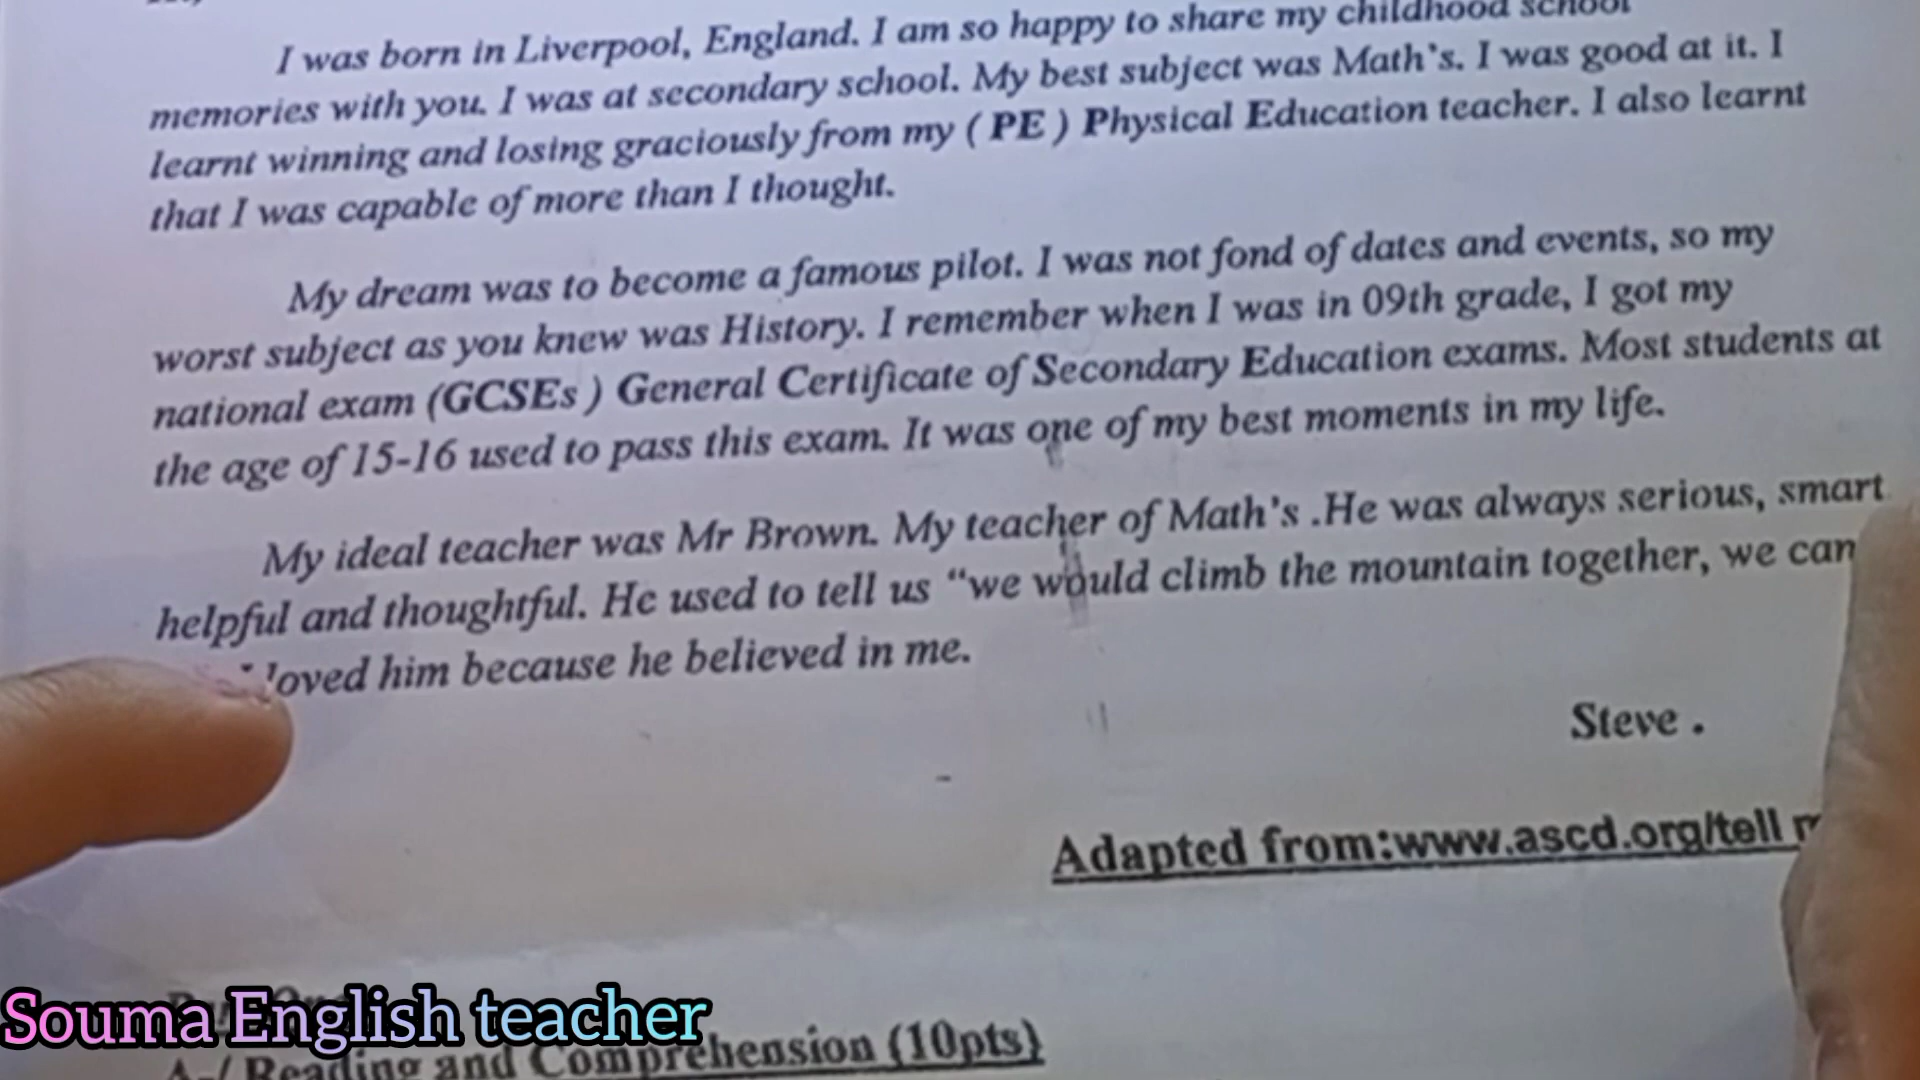 I was born in Liverpool, England. I am so happy to share my childhood school
memories with you. I was at secondary school. My best subject was Math's. I was good at it. I
learnt winning and losing graciously from my ( PE ) Physical Education teacher. I also learnt
that I was capable of more than I thought.
My dream was to become a famous pilot. I was not fond of dates and events, so my
worst subject as you knew was History. I remember when I was in 09th grade, I got my
national exam (GCSEs ) General Certificate of Secondary Education exams. Most students at
the age of 15-16 used to pass this exam. It was one of my best moments in my life.
My ideal teacher was Mr Brown. My teacher of Math's .He was always serious, smart
helpful and thoughtful. He used to tell us "we would climb the mountain together, we can
loved him because he believed in me.
Steve .
Adapted from:www.ascd.org/tell
Souma English teacher
A-/ Reading and Comprehension (10pts)